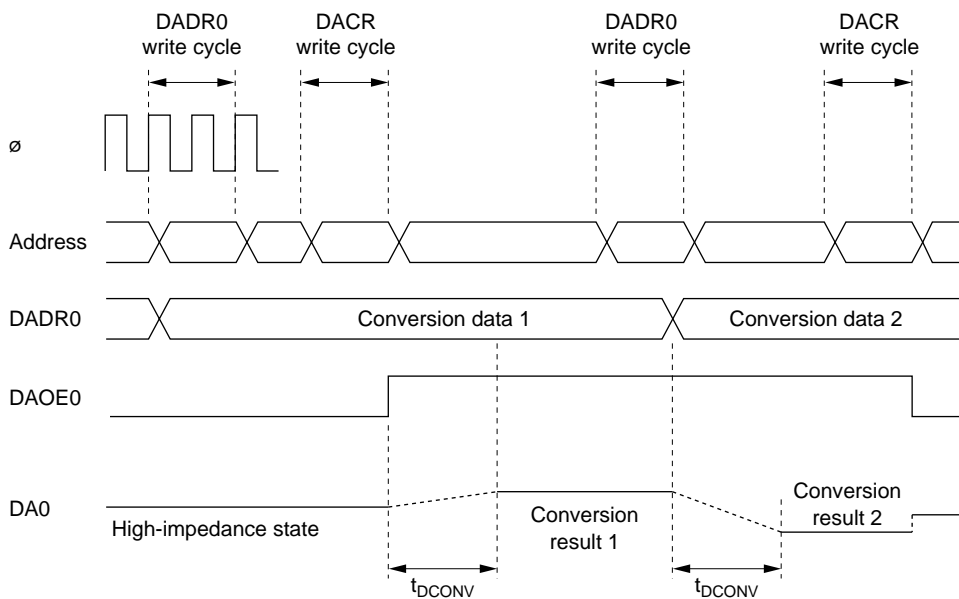 DADR0
write cycle
DACR
write cycle
DADR0
write cycle
DACR
write cycle
ø
Address
DADR0
Conversion data 1
Conversion data 2
DAOE0
DA0
High-impedance state
Conversion
result 1
Conversion
result 2
tDCONV
tDCONV